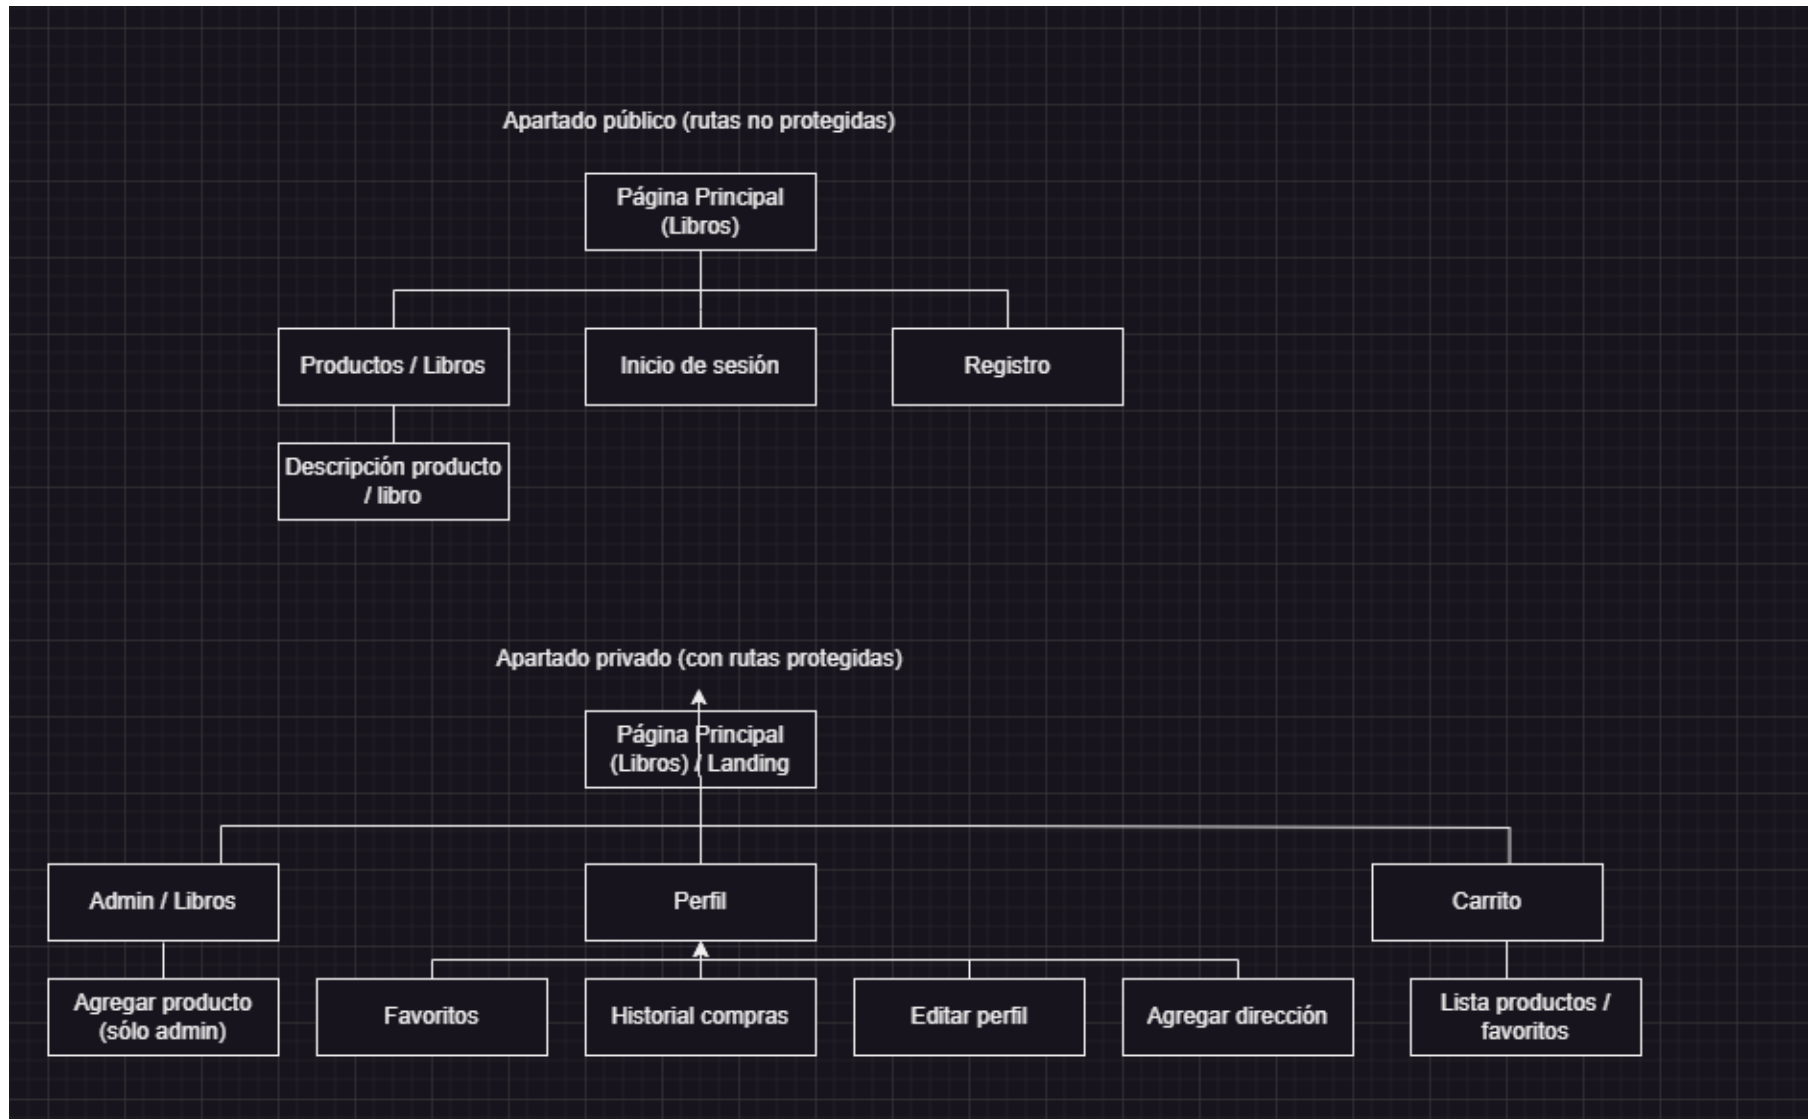 Apartado público (rutas no protegidas)
Página Principal
(Libros)
Productos / Libros
Inicio de sesión
Registro
Descripción producto
/ libro
Apartado privado (con rutas protegidas)
Página Principal
(Libros) / Landing
Admin / Libros
Perfil
Carrito
Agregar producto
(sólo admin)
Favoritos
Historial compras
Editar perfil
Agregar dirección
Lista productos /
favoritos